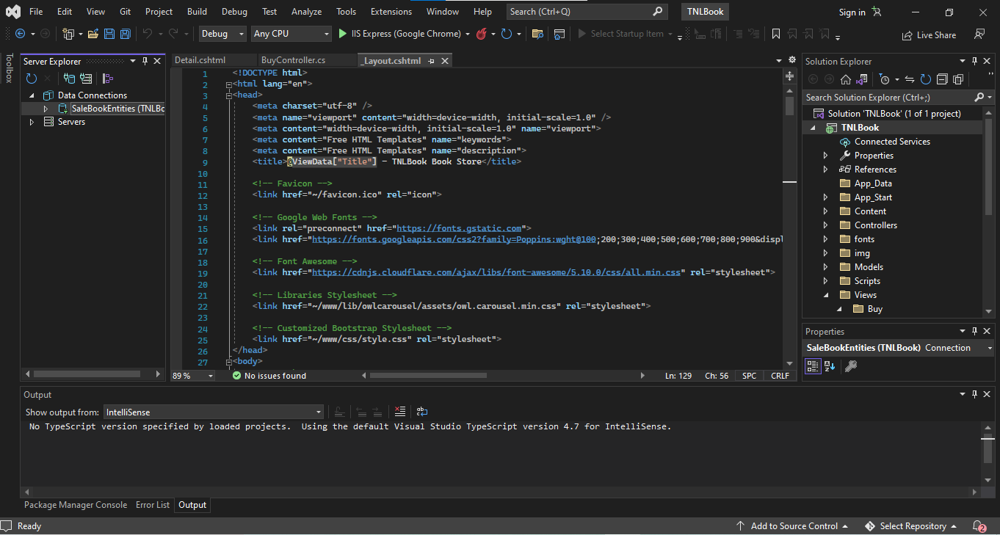 File Edit View Git Project Build Debug Test Analyze Tools Extensions Window Help Search (Ctrl+Q) TNLBook Sign in
Debug Any CPU IIS Express (Google Chrome) Select Startup Item Live Share
Toolbox
Server Explorer
Data Connections
SaleBookEntities (TNLBo
Servers
Detail.cshtml BuyController.cs _Layout.cshtml
1 <!DOCTYPE html>
2 <html lang="en">
3 <head>
4 <meta charset="utf-8" />
5 <meta name="viewport" content="width=device-width, initial-scale=1.0" />
6 <meta content="width=device-width, initial-scale=1.0" name="viewport">
7 <meta content="Free HTML Templates" name="keywords">
8 <meta content="Free HTML Templates" name="description">
9 <title>@ViewData["Title"] - TNLBook Book Store</title>
10
11 <!-- Favicon -->
12 <link href="~/favicon.ico" rel="icon">
13
14 <!-- Google Web Fonts -->
15 <link rel="preconnect" href="https://fonts.gstatic.com">
16 <link href="https://fonts.googleapis.com/css2?family=Poppins:wght@100;200;300;400;500;600;700;800;900&displ
17
18 <!-- Font Awesome -->
19 <link href="https://cdnjs.cloudflare.com/ajax/libs/font-awesome/5.10.0/css/all.min.css" rel="stylesheet">
20
21 <!-- Libraries Stylesheet -->
22 <link href="~/www/lib/owlcarousel/assets/owl.carousel.min.css" rel="stylesheet">
23
24 <!-- Customized Bootstrap Stylesheet -->
25 <link href="~/www/css/style.css" rel="stylesheet">
26 </head>
27 <body>
89 % No issues found Ln: 129 Ch: 56 SPC CRLF
Solution Explorer
Search Solution Explorer (Ctrl+;)
Solution 'TNLBook' (1 of 1 project)
TNLBook
Connected Services
Properties
References
App_Data
App_Start
Content
Controllers
fonts
img
Models
Scripts
Views
Buy
Properties
SaleBookEntities (TNLBook) Connection
Output
Show output from: IntelliSense
No TypeScript version specified by loaded projects. Using the default Visual Studio TypeScript version 4.7 for IntelliSense.
Package Manager Console Error List Output
Ready Add to Source Control Select Repository 2